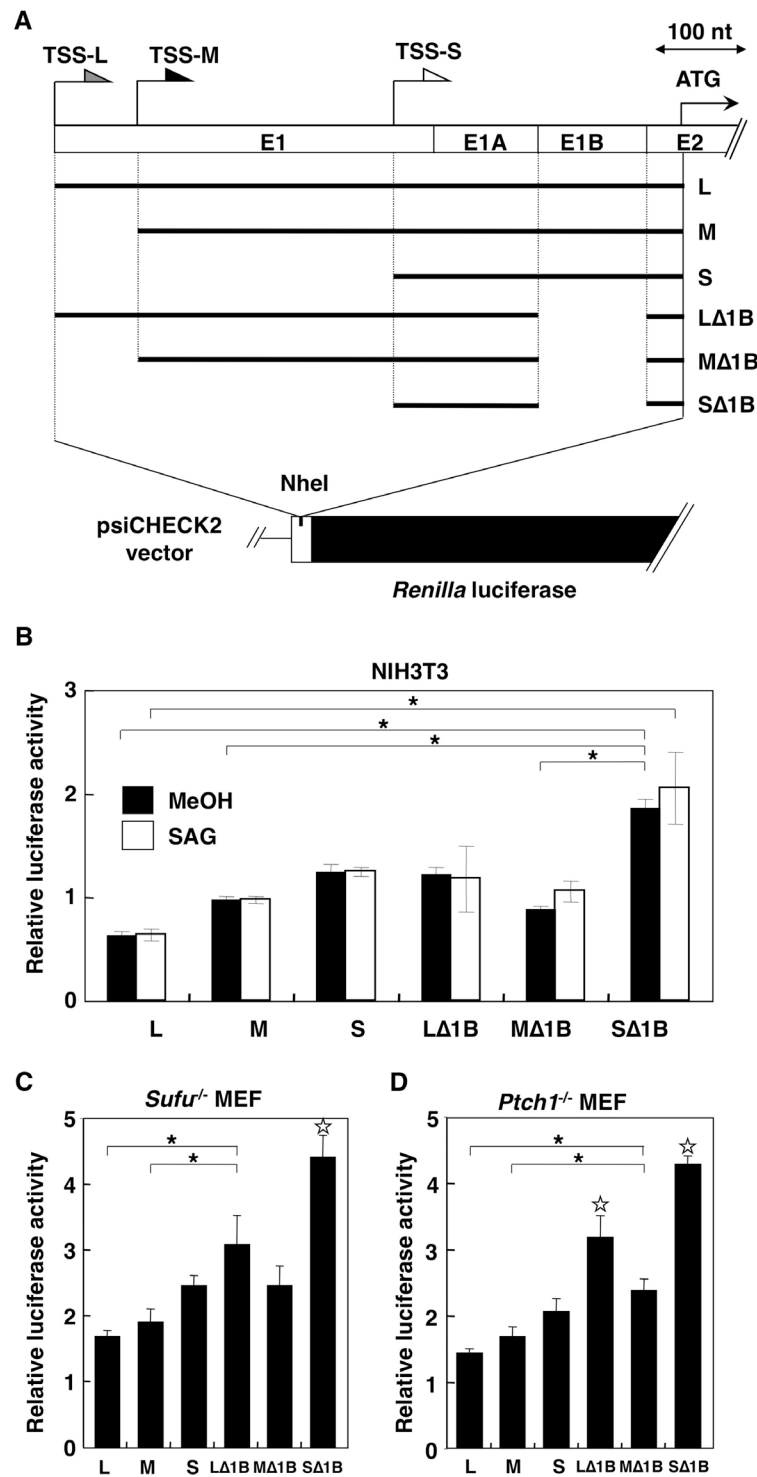 A
TSS-L
TSS-M
TSS-S
100 nt
ATG
E1
E1A
E1B
E2
L
M
S
LΔ1B
MΔ1B
SΔ1B
NheI
psiCHECK2
vector
Renilla luciferase
B
NIH3T3
Relative luciferase activity
3
2
1
0
*
*
*
*
MeOH
SAG
L M S LΔ1B MΔ1B SΔ1B
C
Sufu-/- MEF
Relative luciferase activity
5
4
3
2
1
0
*
*
L M S LΔ1B MΔ1B SΔ1B
D
Ptch1-/- MEF
Relative luciferase activity
5
4
3
2
1
0
*
*
L M S LΔ1B MΔ1B SΔ1B